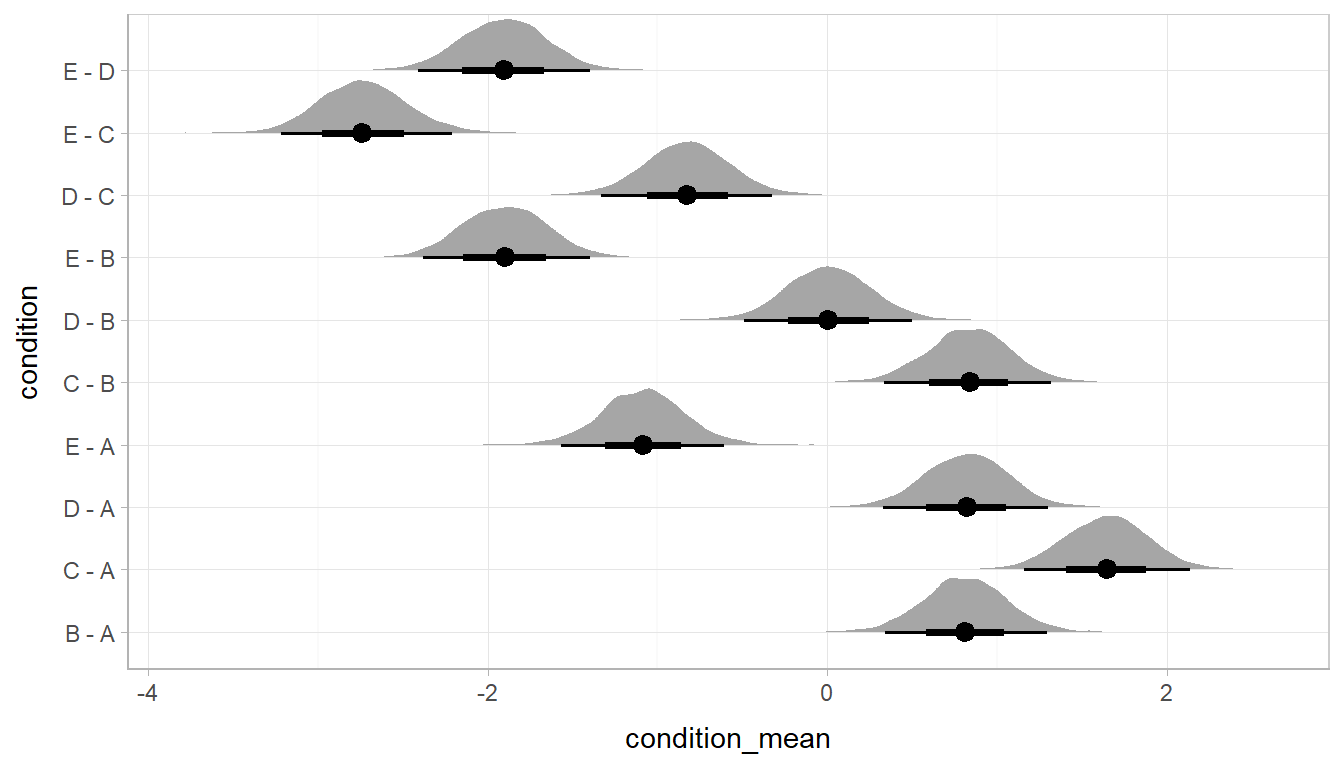 E - D
E - C
D - C
E - B
D - B
C - B
E - A
D - A
C - A
B - A
condition
-4 -2 0 2
condition_mean